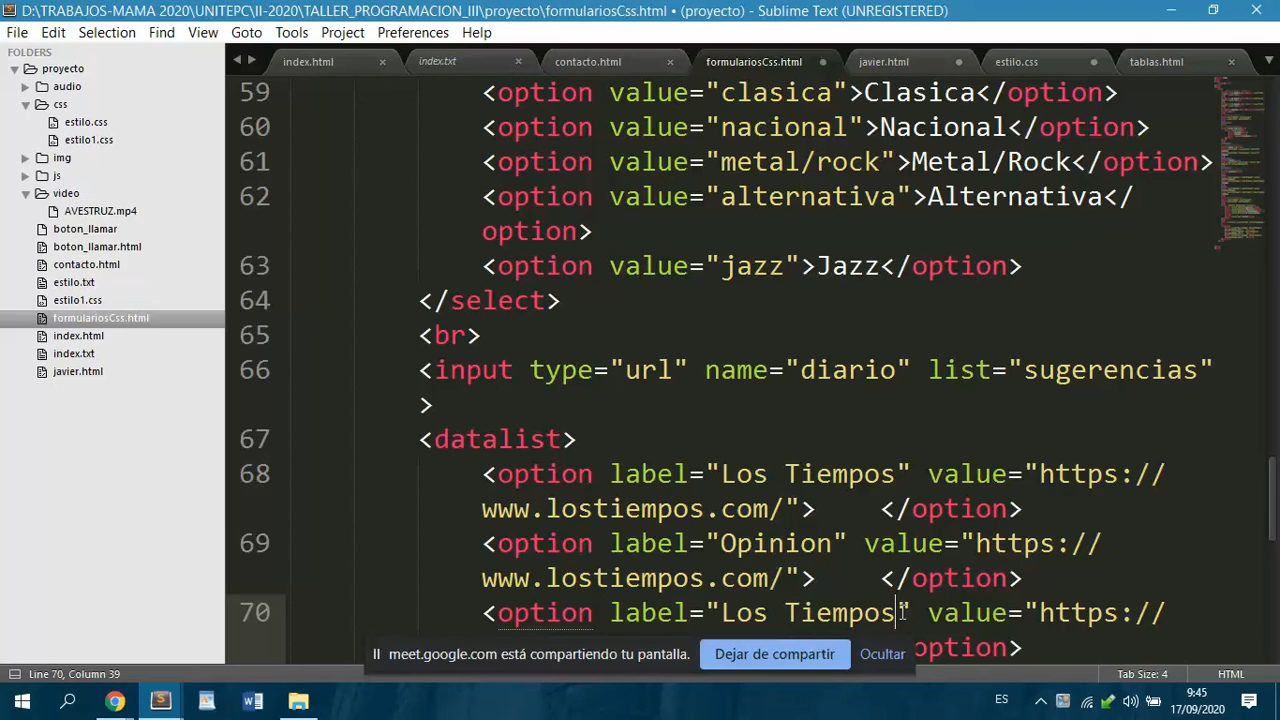 D:\TRABAJOS-MAMA 2020\UNITEPC\II-2020\TALLER_PROGRAMACION_III\proyecto\formulariosCss.html • (proyecto) - Sublime Text (UNREGISTERED)
File Edit Selection Find View Goto Tools Project Preferences Help
FOLDERS
proyecto
audio
css
estilo.css
estilo1.css
img
js
video
AVESTRUZ.mp4
boton_llamar
boton_llamar.html
contacto.html
estilo.txt
estilo1.css
formulariosCss.html
index.html
index.txt
javier.html
index.html index.txt contacto.html formulariosCss.html javier.html estilo.css tablas.html
59 <option value="clasica">Clasica</option>
60 <option value="nacional">Nacional</option>
61 <option value="metal/rock">Metal/Rock</option>
62 <option value="alternativa">Alternativa</
option>
63 <option value="jazz">Jazz</option>
64 </select>
65 <br>
66 <input type="url" name="diario" list="sugerencias"
>
67 <datalist>
68 <option label="Los Tiempos" value="https://
www.lostiempos.com/"> </option>
69 <option label="Opinion" value="https://
www.lostiempos.com/"> </option>
70 <option label="Los Tiempos" value="https://
option>
meet.google.com está compartiendo tu pantalla. Dejar de compartir Ocultar
Line 70, Column 39 Tab Size: 4 HTML
ES 9:45
17/09/2020